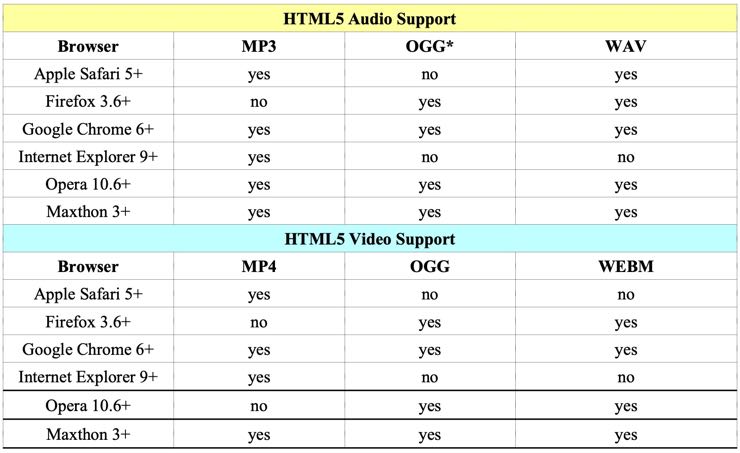 HTML5 Audio Support
Browser MP3 OGG* WAV
Apple Safari 5+ yes no yes
Firefox 3.6+ no yes yes
Google Chrome 6+ yes yes yes
Internet Explorer 9+ yes no no
Opera 10.6+ yes yes yes
Maxthon 3+ yes yes yes
HTML5 Video Support
Browser MP4 OGG WEBM
Apple Safari 5+ yes no no
Firefox 3.6+ no yes yes
Google Chrome 6+ yes yes yes
Internet Explorer 9+ yes no no
Opera 10.6+ no yes yes
Maxthon 3+ yes yes yes